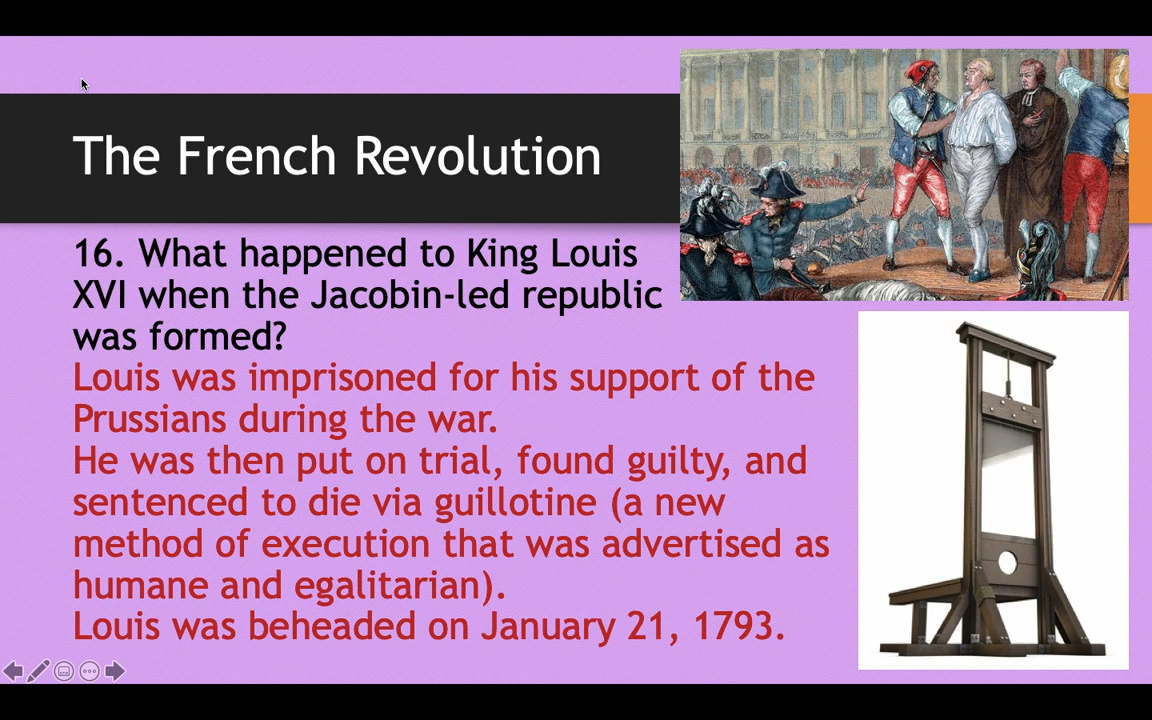 The French Revolution
16. What happened to King Louis
XVI when the Jacobin-led republic
was formed?
Louis was imprisoned for his support of the
Prussians during the war.
He was then put on trial, found guilty, and
sentenced to die via guillotine (a new
method of execution that was advertised as
humane and egalitarian).
Louis was beheaded on January 21, 1793.